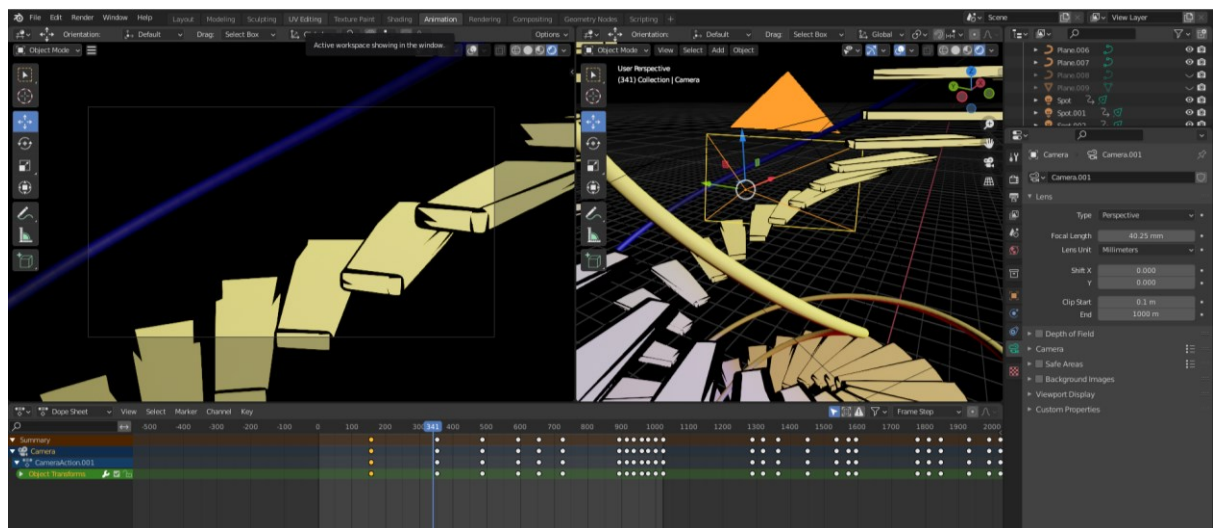 File Edit Render Window Help Layout Modeling Sculpting UV Editing Texture Paint Shading Animation Rendering Compositing Geometry Nodes Scripting + Scene View Layer
Orientation: Default Drag: Select Box Options
Orientation: Default Drag: Select Box Global
Object Mode
Active workspace showing in the window.
Object Mode View Select Add Object
User Perspective
(341) Collection | Camera
Plane.006
Plane.007
Plane.008
Plane.009
Spot
Spot.001
Camera Camera.001
Camera.001
Lens
Type Perspective
Focal Length 40.25 mm
Lens Unit Millimeters
Shift X 0.000
Y 0.000
Clip Start 0.1 m
End 1000 m
Depth of Field
Camera
Safe Areas
Background Images
Viewport Display
Custom Properties
Dope Sheet Dope Sheet View Select Marker Channel Key Frame Step
-500 -400 -300 -200 -100 0 100 200 341 400 500 600 700 800 900 1000 1100 1200 1300 1400 1500 1600 1700 1800 1900 2000
Summary
Camera
CameraAction.001
Object Transforms